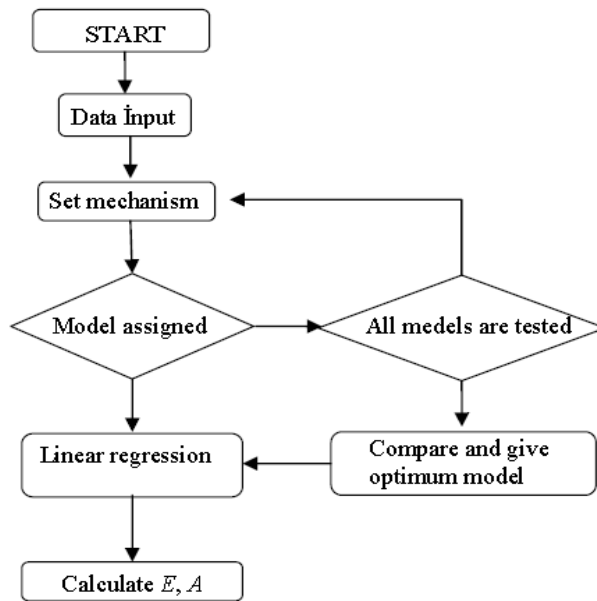 START
Data İnput
Set mechanism
Model assigned
All medels are tested
Linear regression
Compare and give
optimum model
Calculate E, A